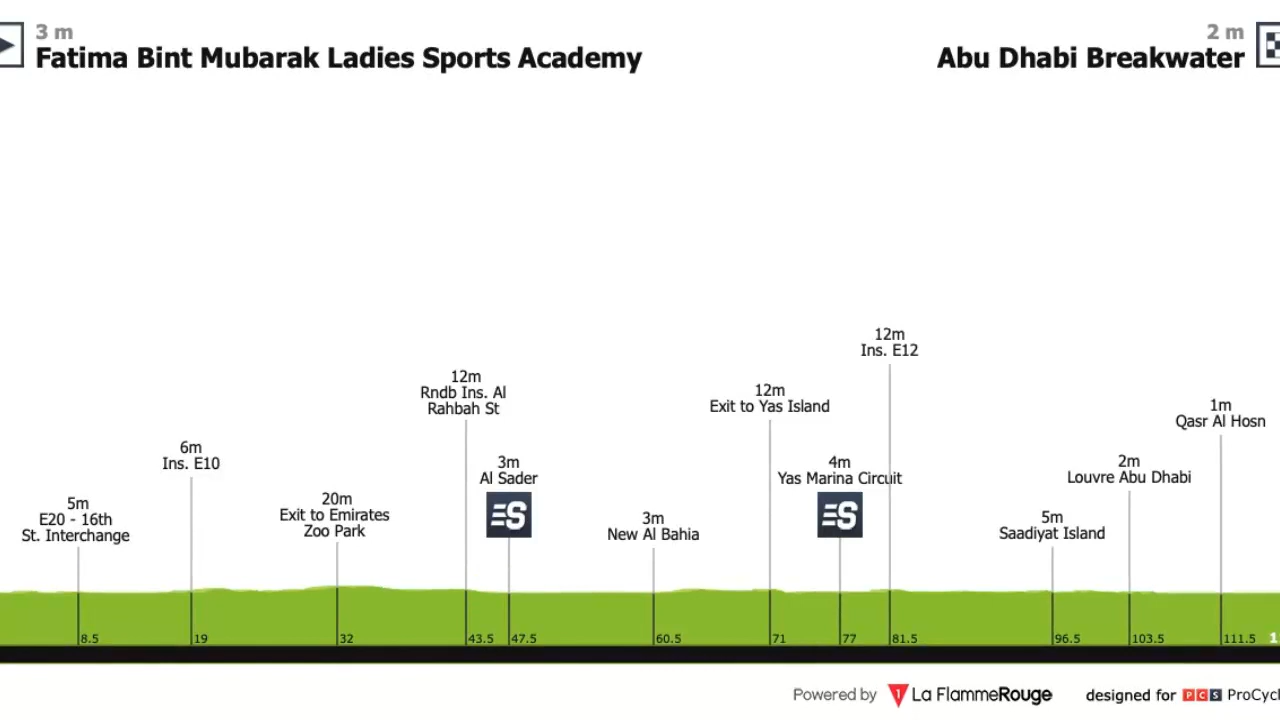 3 m
Fatima Bint Mubarak Ladies Sports Academy
2 m
Abu Dhabi Breakwater
5m
E20 - 16th
St. Interchange
6m
Ins. E10
20m
Exit to Emirates
Zoo Park
12m
Rndb Ins. Al
Rahbah St
3m
Al Sader
3m
New Al Bahia
12m
Exit to Yas Island
4m
Yas Marina Circuit
12m
Ins. E12
5m
Saadiyat Island
2m
Louvre Abu Dhabi
1m
Qasr Al Hosn
8.5
19
32
43.5
47.5
60.5
71
77
81.5
96.5
103.5
111.5
Powered by La FlammeRouge
designed for PCS